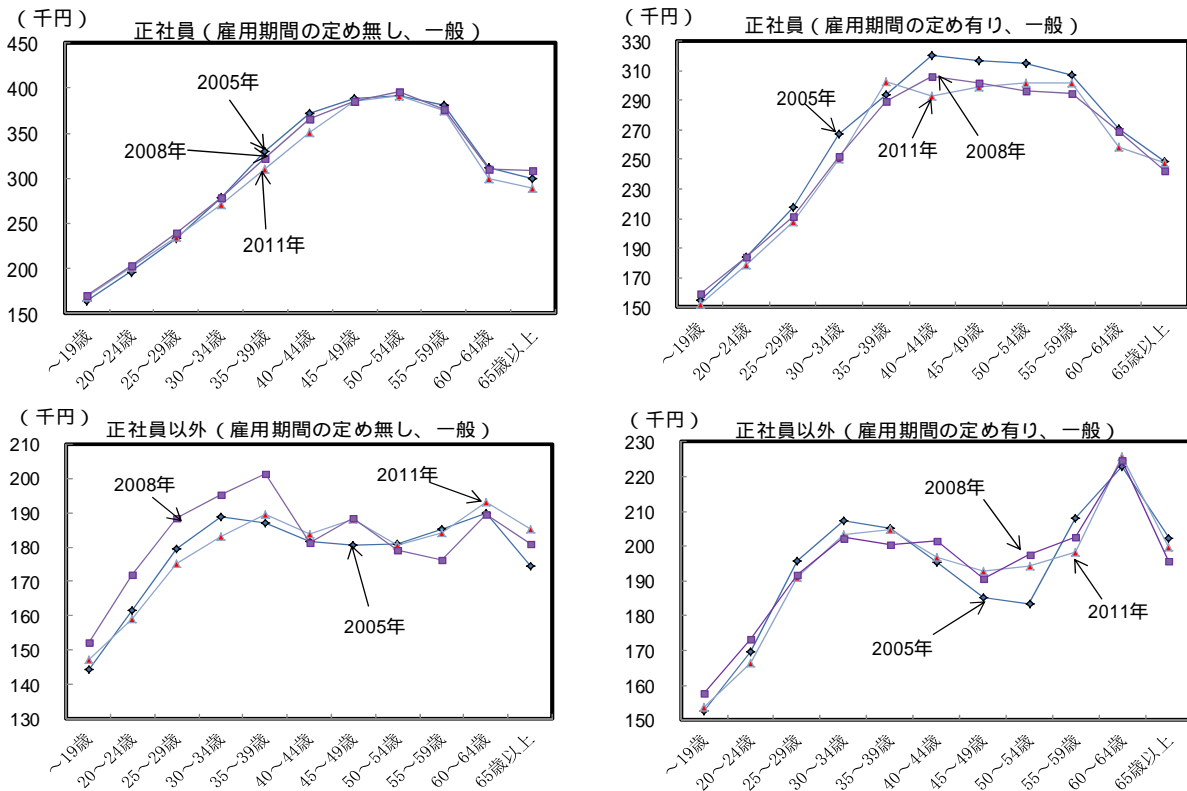 （千円）
正社員（雇用期間の定め無し、一般）
450
400
350
300
250
200
150
2005年
2008年
2011年
～19歳
20～24歳
25～29歳
30～34歳
35～39歳
40～44歳
45～49歳
50～54歳
55～59歳
60～64歳
65歳以上
（千円）
正社員（雇用期間の定め有り、一般）
330
310
290
270
250
230
210
190
170
150
2005年
2011年
2008年
～19歳
20～24歳
25～29歳
30～34歳
35～39歳
40～44歳
45～49歳
50～54歳
55～59歳
60～64歳
65歳以上
（千円）
正社員以外（雇用期間の定め無し、一般）
210
200
190
180
170
160
150
140
130
2008年
2011年
2005年
～19歳
20～24歳
25～29歳
30～34歳
35～39歳
40～44歳
45～49歳
50～54歳
55～59歳
60～64歳
65歳以上
（千円）
正社員以外（雇用期間の定め有り、一般）
230
220
210
200
190
180
170
160
150
2008年
2011年
2005年
～19歳
20～24歳
25～29歳
30～34歳
35～39歳
40～44歳
45～49歳
50～54歳
55～59歳
60～64歳
65歳以上